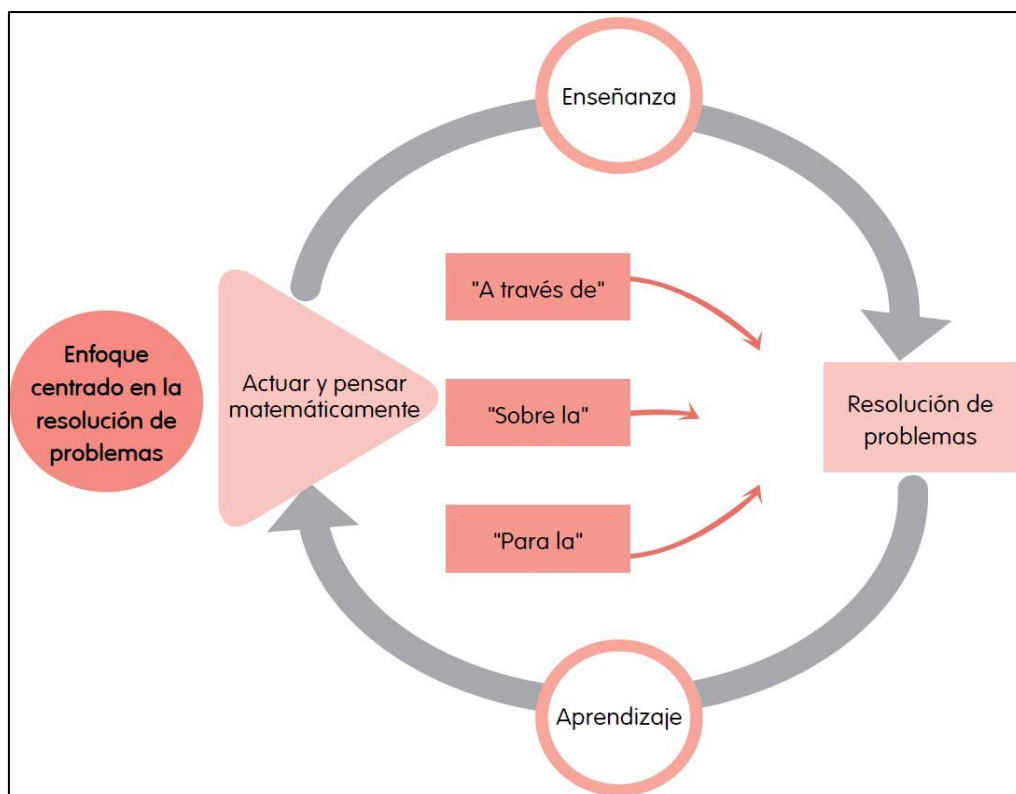 Enseñanza
"A través de"
Enfoque
centrado en la
resolución de
problemas
Actuar y pensar
matemáticamente
"Sobre la"
Resolución de
problemas
"Para la"
Aprendizaje